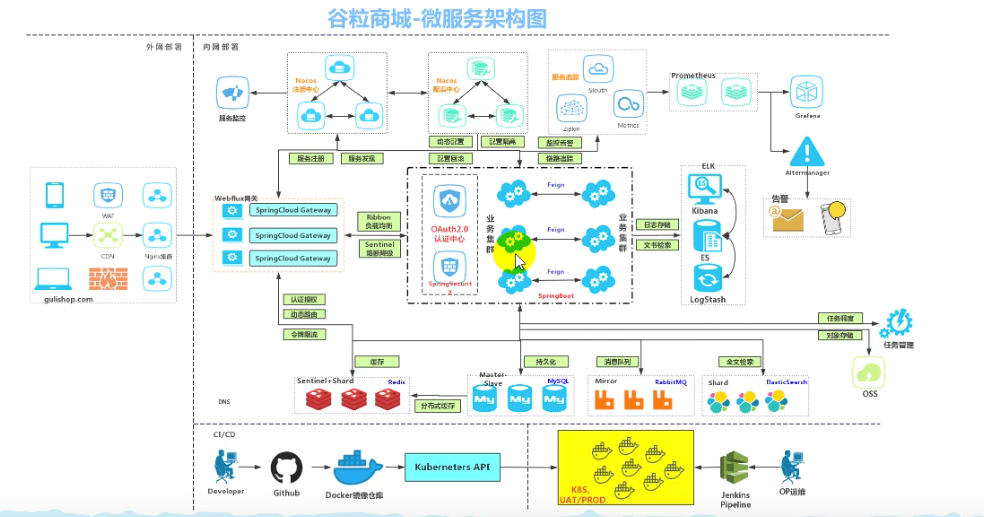 谷粒商城-微服务架构图
外网部署
内网部署
Nacos
注册中心
Nacos
配置中心
服务追踪
Sleuth
Zipkin
Metrics
Prometheus
Grafana
服务监控
Altermanager
服务注册
服务发现
动态配置
配置隔离
配置回滚
监控告警
链路追踪
WAF
CDN
Nginx集群
gulishop.com
Webflux网关
SpringCloud Gateway
SpringCloud Gateway
SpringCloud Gateway
Ribbon
负载均衡
Sentinel
熔断降级
OAuth2.0
认证中心
SpringSecurity
业务集群
Feign
Feign
Feign
SpringBoot
业务集群
日志存储
文书检索
ELK
Kibana
ES
LogStash
告警
认证授权
动态路由
令牌限流
任务调度
对象存储
任务管理
OSS
缓存
持久化
消息队列
全文检索
Sentinel+Shard
Redis
分布式缓存
Master-
Slave
MySQL
My
My
My
Mirror
RabbitMQ
Shard
ElasticSearch
DNS
CI/CD
Developer
Github
Docker镜像仓库
Kuberneters API
K8S,
UAT/PROD
Jenkins
Pipeline
OP运维